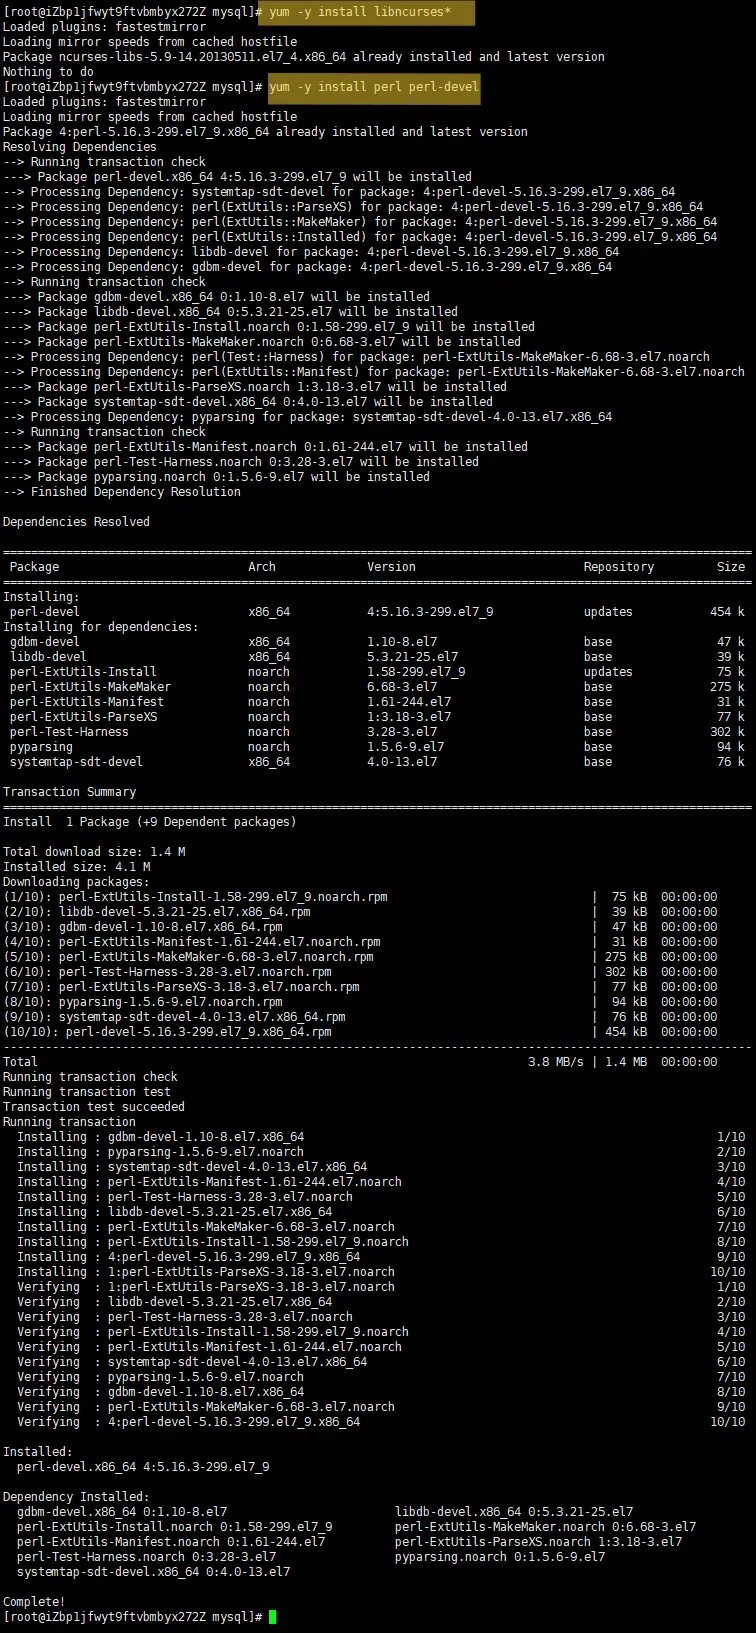 [root@iZbp1jfwyt9ftvbmbyx272Z mysql]# yum -y install libncurses*
Loaded plugins: fastestmirror
Loading mirror speeds from cached hostfile
Package ncurses-libs-5.9-14.20130511.el7_4.x86_64 already installed and latest version
Nothing to do
[root@iZbp1jfwyt9ftvbmbyx272Z mysql]# yum -y install perl perl-devel
Loaded plugins: fastestmirror
Loading mirror speeds from cached hostfile
Package 4:perl-5.16.3-299.el7_9.x86_64 already installed and latest version
Resolving Dependencies
--> Running transaction check
---> Package perl-devel.x86_64 4:5.16.3-299.el7_9 will be installed
--> Processing Dependency: systemtap-sdt-devel for package: 4:perl-devel-5.16.3-299.el7_9.x86_64
--> Processing Dependency: perl(ExtUtils::ParseXS) for package: 4:perl-devel-5.16.3-299.el7_9.x86_64
--> Processing Dependency: perl(ExtUtils::MakeMaker) for package: 4:perl-devel-5.16.3-299.el7_9.x86_64
--> Processing Dependency: perl(ExtUtils::Installed) for package: 4:perl-devel-5.16.3-299.el7_9.x86_64
--> Processing Dependency: libdb-devel for package: 4:perl-devel-5.16.3-299.el7_9.x86_64
--> Processing Dependency: gdbm-devel for package: 4:perl-devel-5.16.3-299.el7_9.x86_64
--> Running transaction check
---> Package gdbm-devel.x86_64 0:1.10-8.el7 will be installed
---> Package libdb-devel.x86_64 0:5.3.21-25.el7 will be installed
---> Package perl-ExtUtils-Install.noarch 0:1.58-299.el7_9 will be installed
---> Package perl-ExtUtils-MakeMaker.noarch 0:6.68-3.el7 will be installed
--> Processing Dependency: perl(Test::Harness) for package: perl-ExtUtils-MakeMaker-6.68-3.el7.noarch
--> Processing Dependency: perl(ExtUtils::Manifest) for package: perl-ExtUtils-MakeMaker-6.68-3.el7.noarch
---> Package perl-ExtUtils-ParseXS.noarch 1:3.18-3.el7 will be installed
---> Package systemtap-sdt-devel.x86_64 0:4.0-13.el7 will be installed
--> Processing Dependency: pyparsing for package: systemtap-sdt-devel-4.0-13.el7.x86_64
--> Running transaction check
---> Package perl-ExtUtils-Manifest.noarch 0:1.61-244.el7 will be installed
---> Package perl-Test-Harness.noarch 0:3.28-3.el7 will be installed
---> Package pyparsing.noarch 0:1.5.6-9.el7 will be installed
--> Finished Dependency Resolution
Dependencies Resolved
Package Arch Version Repository Size
Installing:
perl-devel x86_64 4:5.16.3-299.el7_9 updates 454 k
Installing for dependencies:
gdbm-devel x86_64 1.10-8.el7 base 47 k
libdb-devel x86_64 5.3.21-25.el7 base 39 k
perl-ExtUtils-Install noarch 1.58-299.el7_9 updates 75 k
perl-ExtUtils-MakeMaker noarch 6.68-3.el7 base 275 k
perl-ExtUtils-Manifest noarch 1.61-244.el7 base 31 k
perl-ExtUtils-ParseXS noarch 1:3.18-3.el7 base 77 k
perl-Test-Harness noarch 3.28-3.el7 base 302 k
pyparsing noarch 1.5.6-9.el7 base 94 k
systemtap-sdt-devel x86_64 4.0-13.el7 base 76 k
Transaction Summary
Install 1 Package (+9 Dependent packages)
Total download size: 1.4 M
Installed size: 4.1 M
Downloading packages:
(1/10): perl-ExtUtils-Install-1.58-299.el7_9.noarch.rpm | 75 kB 00:00:00
(2/10): libdb-devel-5.3.21-25.el7.x86_64.rpm | 39 kB 00:00:00
(3/10): gdbm-devel-1.10-8.el7.x86_64.rpm | 47 kB 00:00:00
(4/10): perl-ExtUtils-Manifest-1.61-244.el7.noarch.rpm | 31 kB 00:00:00
(5/10): perl-ExtUtils-MakeMaker-6.68-3.el7.noarch.rpm | 275 kB 00:00:00
(6/10): perl-Test-Harness-3.28-3.el7.noarch.rpm | 302 kB 00:00:00
(7/10): perl-ExtUtils-ParseXS-3.18-3.el7.noarch.rpm | 77 kB 00:00:00
(8/10): pyparsing-1.5.6-9.el7.noarch.rpm | 94 kB 00:00:00
(9/10): systemtap-sdt-devel-4.0-13.el7.x86_64.rpm | 76 kB 00:00:00
(10/10): perl-devel-5.16.3-299.el7_9.x86_64.rpm | 454 kB 00:00:00
Total 3.8 MB/s | 1.4 MB 00:00:00
Running transaction check
Running transaction test
Transaction test succeeded
Running transaction
Installing : gdbm-devel-1.10-8.el7.x86_64 1/10
Installing : pyparsing-1.5.6-9.el7.noarch 2/10
Installing : systemtap-sdt-devel-4.0-13.el7.x86_64 3/10
Installing : perl-ExtUtils-Manifest-1.61-244.el7.noarch 4/10
Installing : perl-Test-Harness-3.28-3.el7.noarch 5/10
Installing : libdb-devel-5.3.21-25.el7.x86_64 6/10
Installing : perl-ExtUtils-MakeMaker-6.68-3.el7.noarch 7/10
Installing : perl-ExtUtils-Install-1.58-299.el7_9.noarch 8/10
Installing : 4:perl-devel-5.16.3-299.el7_9.x86_64 9/10
Installing : 1:perl-ExtUtils-ParseXS-3.18-3.el7.noarch 10/10
Verifying : 1:perl-ExtUtils-ParseXS-3.18-3.el7.noarch 1/10
Verifying : libdb-devel-5.3.21-25.el7.x86_64 2/10
Verifying : perl-Test-Harness-3.28-3.el7.noarch 3/10
Verifying : perl-ExtUtils-Install-1.58-299.el7_9.noarch 4/10
Verifying : perl-ExtUtils-Manifest-1.61-244.el7.noarch 5/10
Verifying : systemtap-sdt-devel-4.0-13.el7.x86_64 6/10
Verifying : pyparsing-1.5.6-9.el7.noarch 7/10
Verifying : gdbm-devel-1.10-8.el7.x86_64 8/10
Verifying : perl-ExtUtils-MakeMaker-6.68-3.el7.noarch 9/10
Verifying : 4:perl-devel-5.16.3-299.el7_9.x86_64 10/10
Installed:
perl-devel.x86_64 4:5.16.3-299.el7_9
Dependency Installed:
gdbm-devel.x86_64 0:1.10-8.el7 libdb-devel.x86_64 0:5.3.21-25.el7
perl-ExtUtils-Install.noarch 0:1.58-299.el7_9 perl-ExtUtils-MakeMaker.noarch 0:6.68-3.el7
perl-ExtUtils-Manifest.noarch 0:1.61-244.el7 perl-ExtUtils-ParseXS.noarch 1:3.18-3.el7
perl-Test-Harness.noarch 0:3.28-3.el7 pyparsing.noarch 0:1.5.6-9.el7
systemtap-sdt-devel.x86_64 0:4.0-13.el7
Complete!
[root@iZbp1jfwyt9ftvbmbyx272Z mysql]#